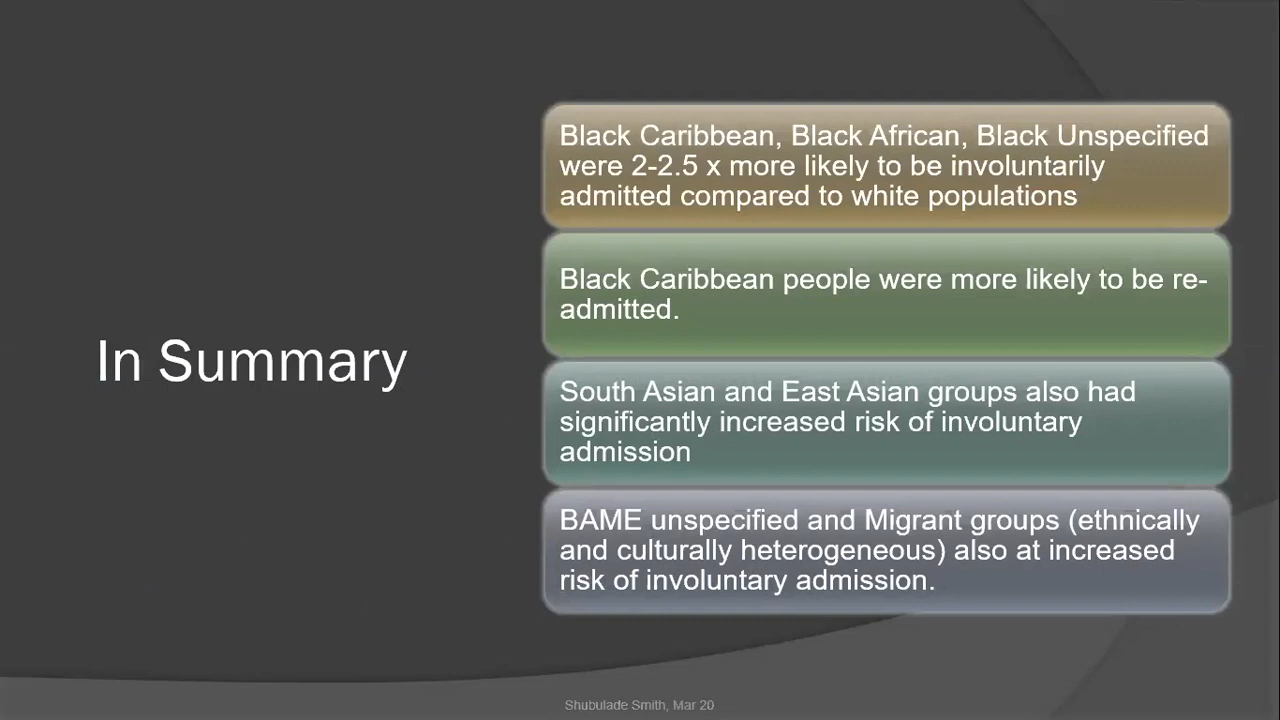 In Summary
Black Caribbean, Black African, Black Unspecified
were 2-2.5 x more likely to be involuntarily
admitted compared to white populations
Black Caribbean people were more likely to be re-
admitted.
South Asian and East Asian groups also had
significantly increased risk of involuntary
admission
BAME unspecified and Migrant groups (ethnically
and culturally heterogeneous) also at increased
risk of involuntary admission.
Shubulade Smith, Mar 20